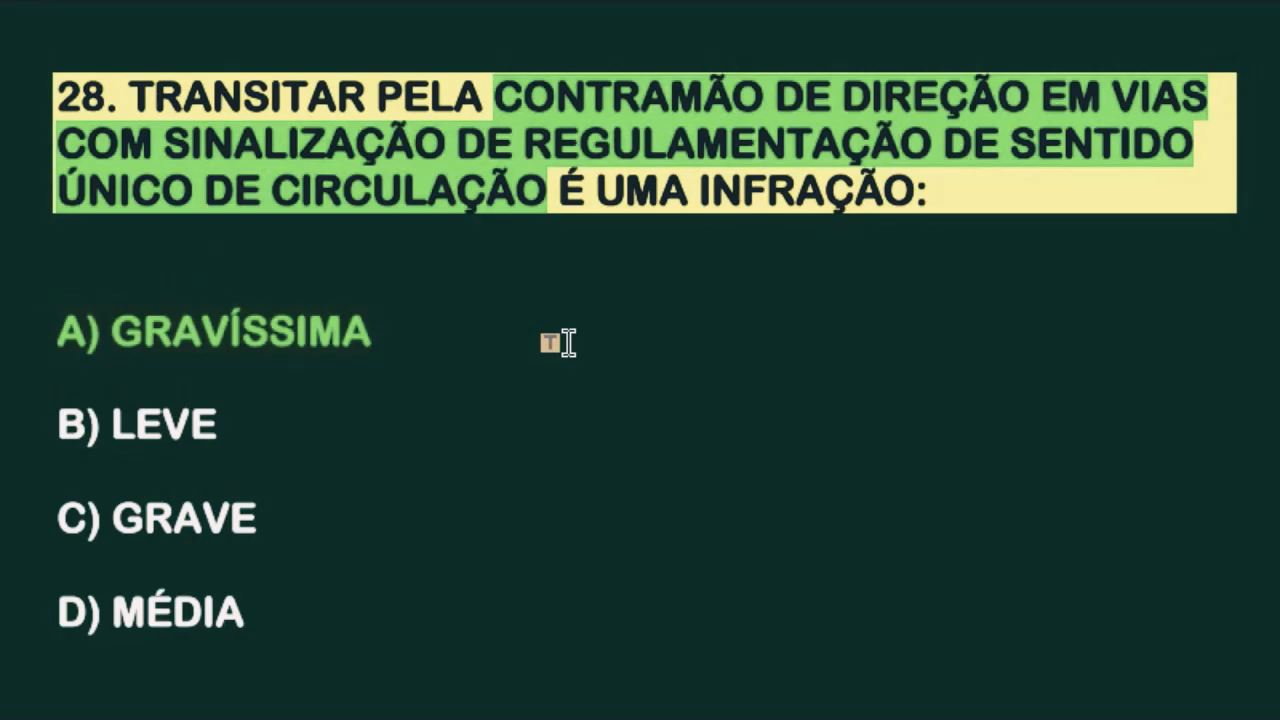 28. TRANSITAR PELA CONTRAMÃO DE DIREÇÃO EM VIAS
COM SINALIZAÇÃO DE REGULAMENTAÇÃO DE SENTIDO
ÚNICO DE CIRCULAÇÃO É UMA INFRAÇÃO:
A) GRAVÍSSIMA
T
B) LEVE
C) GRAVE
D) MÉDIA